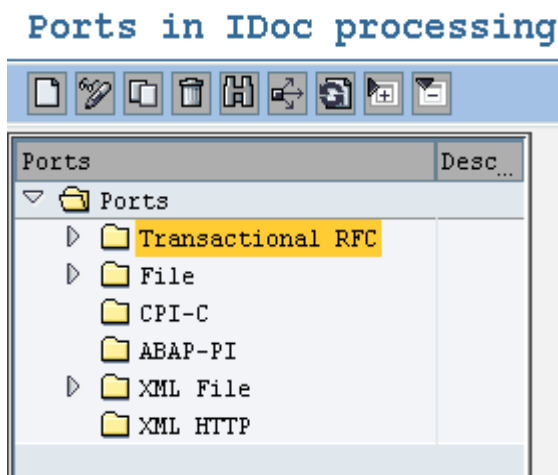 Ports in IDoc processing
Ports Desc...
Ports
Transactional RFC
File
CPI-C
ABAP-PI
XML File
XML HTTP